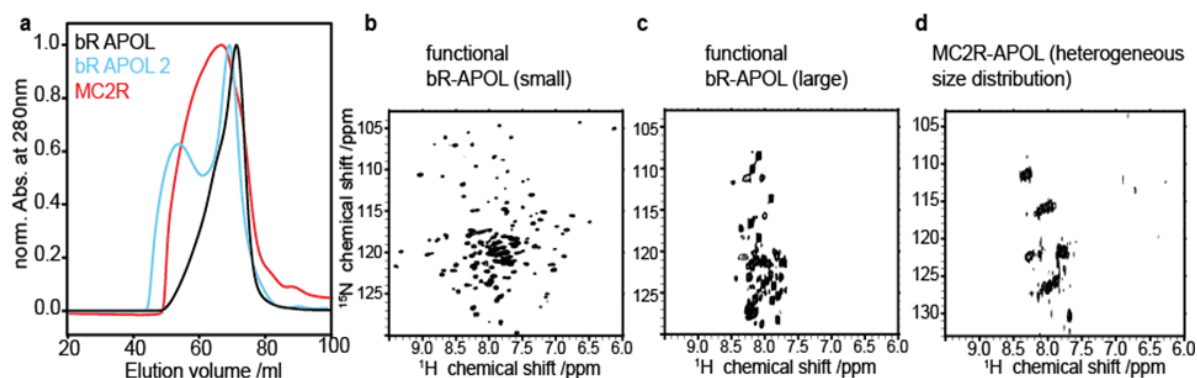 a
bR APOL
bR APOL 2
MC2R
norm. Abs. at 280nm
1.0
0.8
0.6
0.4
0.2
0.0
20 40 60 80 100
Elution volume /ml
b
functional
bR-APOL (small)
105
110
115
120
125
¹⁵N chemical shift /ppm
9.0 8.5 8.0 7.5 7.0 6.5 6.0
¹H chemical shift /ppm
c
functional
bR-APOL (large)
105
110
115
120
125
9.0 8.5 8.0 7.5 7.0 6.5 6.0
¹H chemical shift /ppm
d
MC2R-APOL (heterogeneous
size distribution)
105
110
115
120
125
130
9.0 8.5 8.0 7.5 7.0 6.5 6.0
¹H chemical shift /ppm